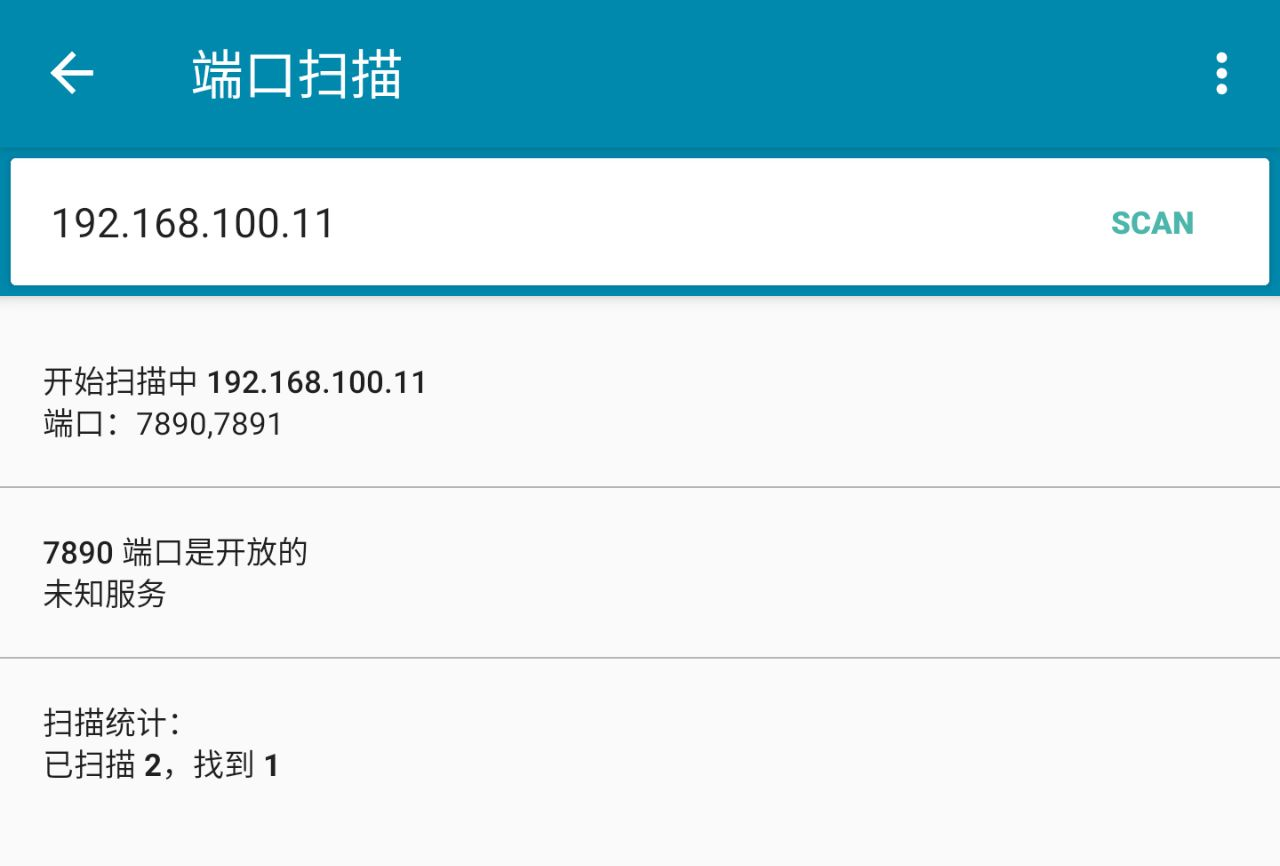 端口扫描
192.168.100.11 SCAN
开始扫描中 192.168.100.11
端口：7890,7891
7890 端口是开放的
未知服务
扫描统计：
已扫描 2，找到 1